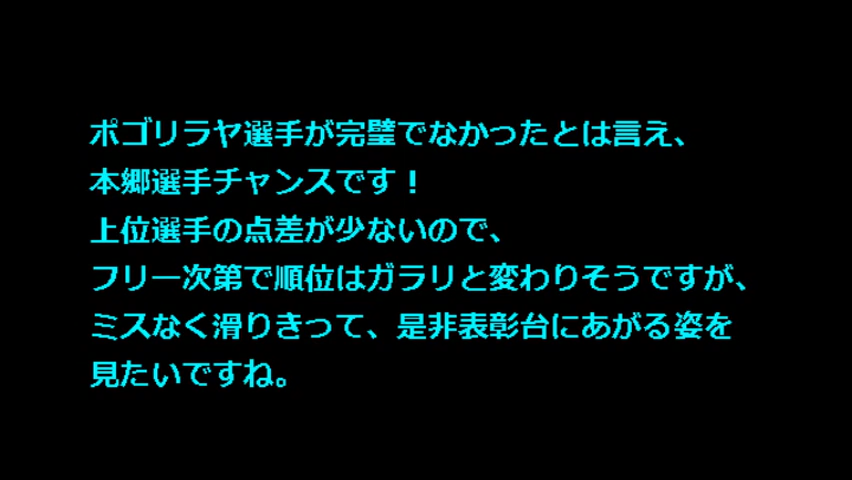 ポゴリラヤ選手が完璧でなかったとは言え、
本郷選手チャンスです！
上位選手の点差が少ないので、
フリー次第で順位はガラリと変わりそうですが、
ミスなく滑りきって、是非表彰台にあがる姿を
見たいですね。